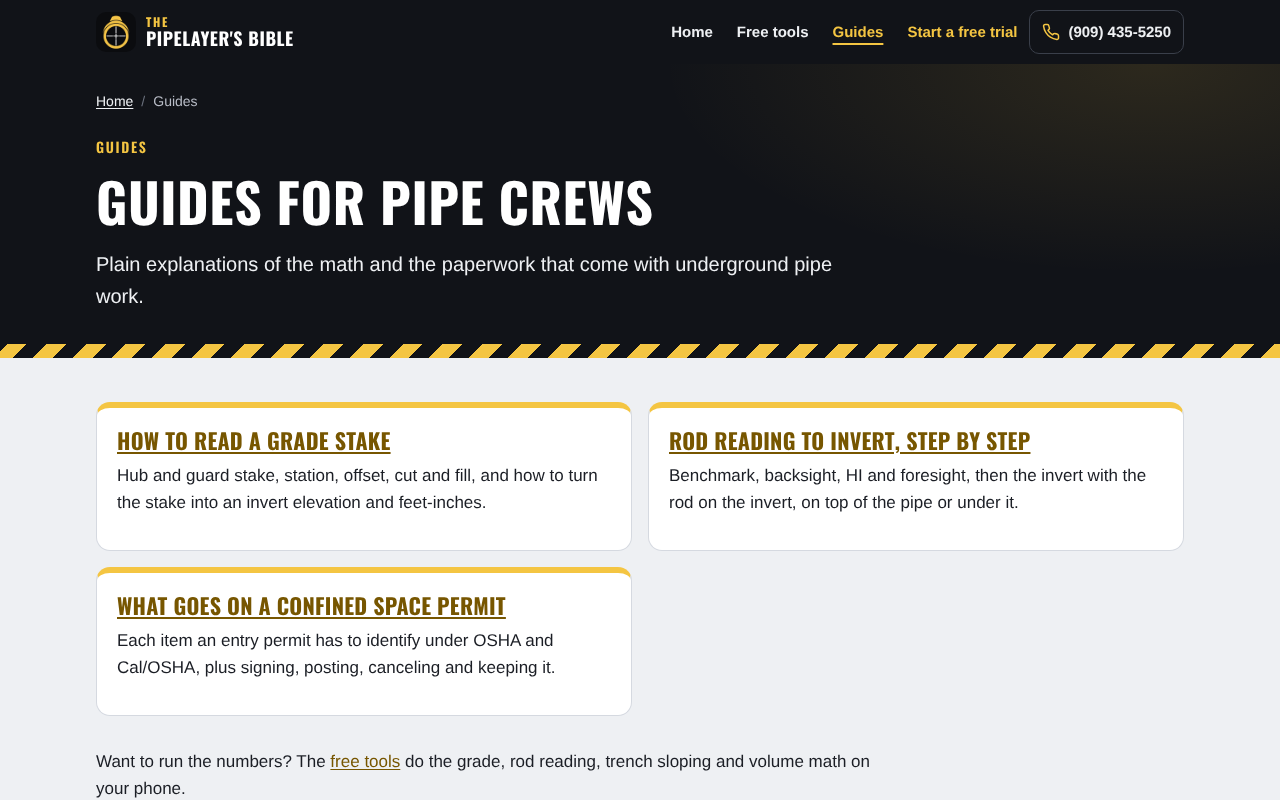 THE
PIPELAYER'S BIBLE
Home
Free tools
Guides
Start a free trial
(909) 435-5250
Home / Guides
GUIDES
GUIDES FOR PIPE CREWS
Plain explanations of the math and the paperwork that come with underground pipe
work.
HOW TO READ A GRADE STAKE
Hub and guard stake, station, offset, cut and fill, and how to turn
the stake into an invert elevation and feet-inches.
ROD READING TO INVERT, STEP BY STEP
Benchmark, backsight, HI and foresight, then the invert with the
rod on the invert, on top of the pipe or under it.
WHAT GOES ON A CONFINED SPACE PERMIT
Each item an entry permit has to identify under OSHA and
Cal/OSHA, plus signing, posting, canceling and keeping it.
Want to run the numbers? The free tools do the grade, rod reading, trench sloping and volume math on
your phone.